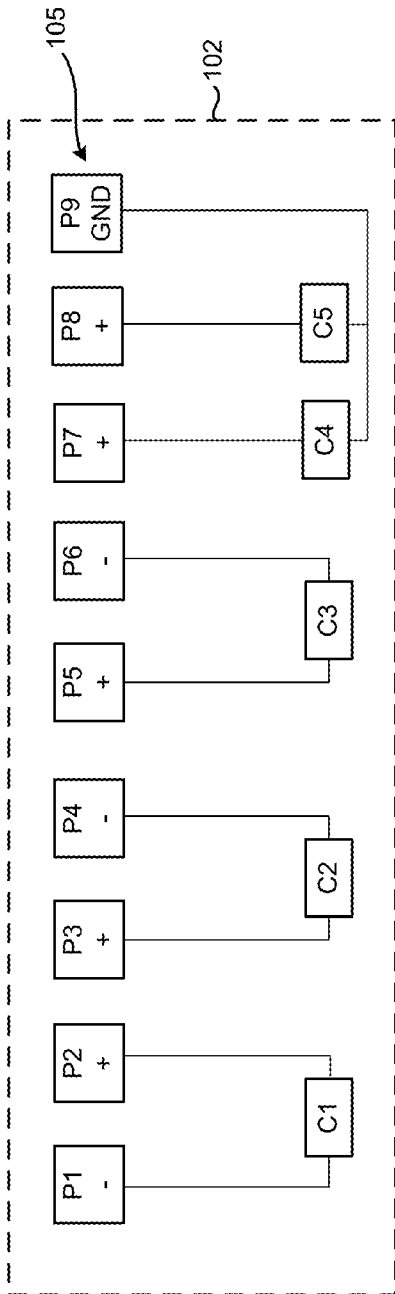 105
102
P1
-
P2
+
P3
+
P4
-
P5
+
P6
-
P7
+
P8
+
P9
GND
C1
C2
C3
C4
C5